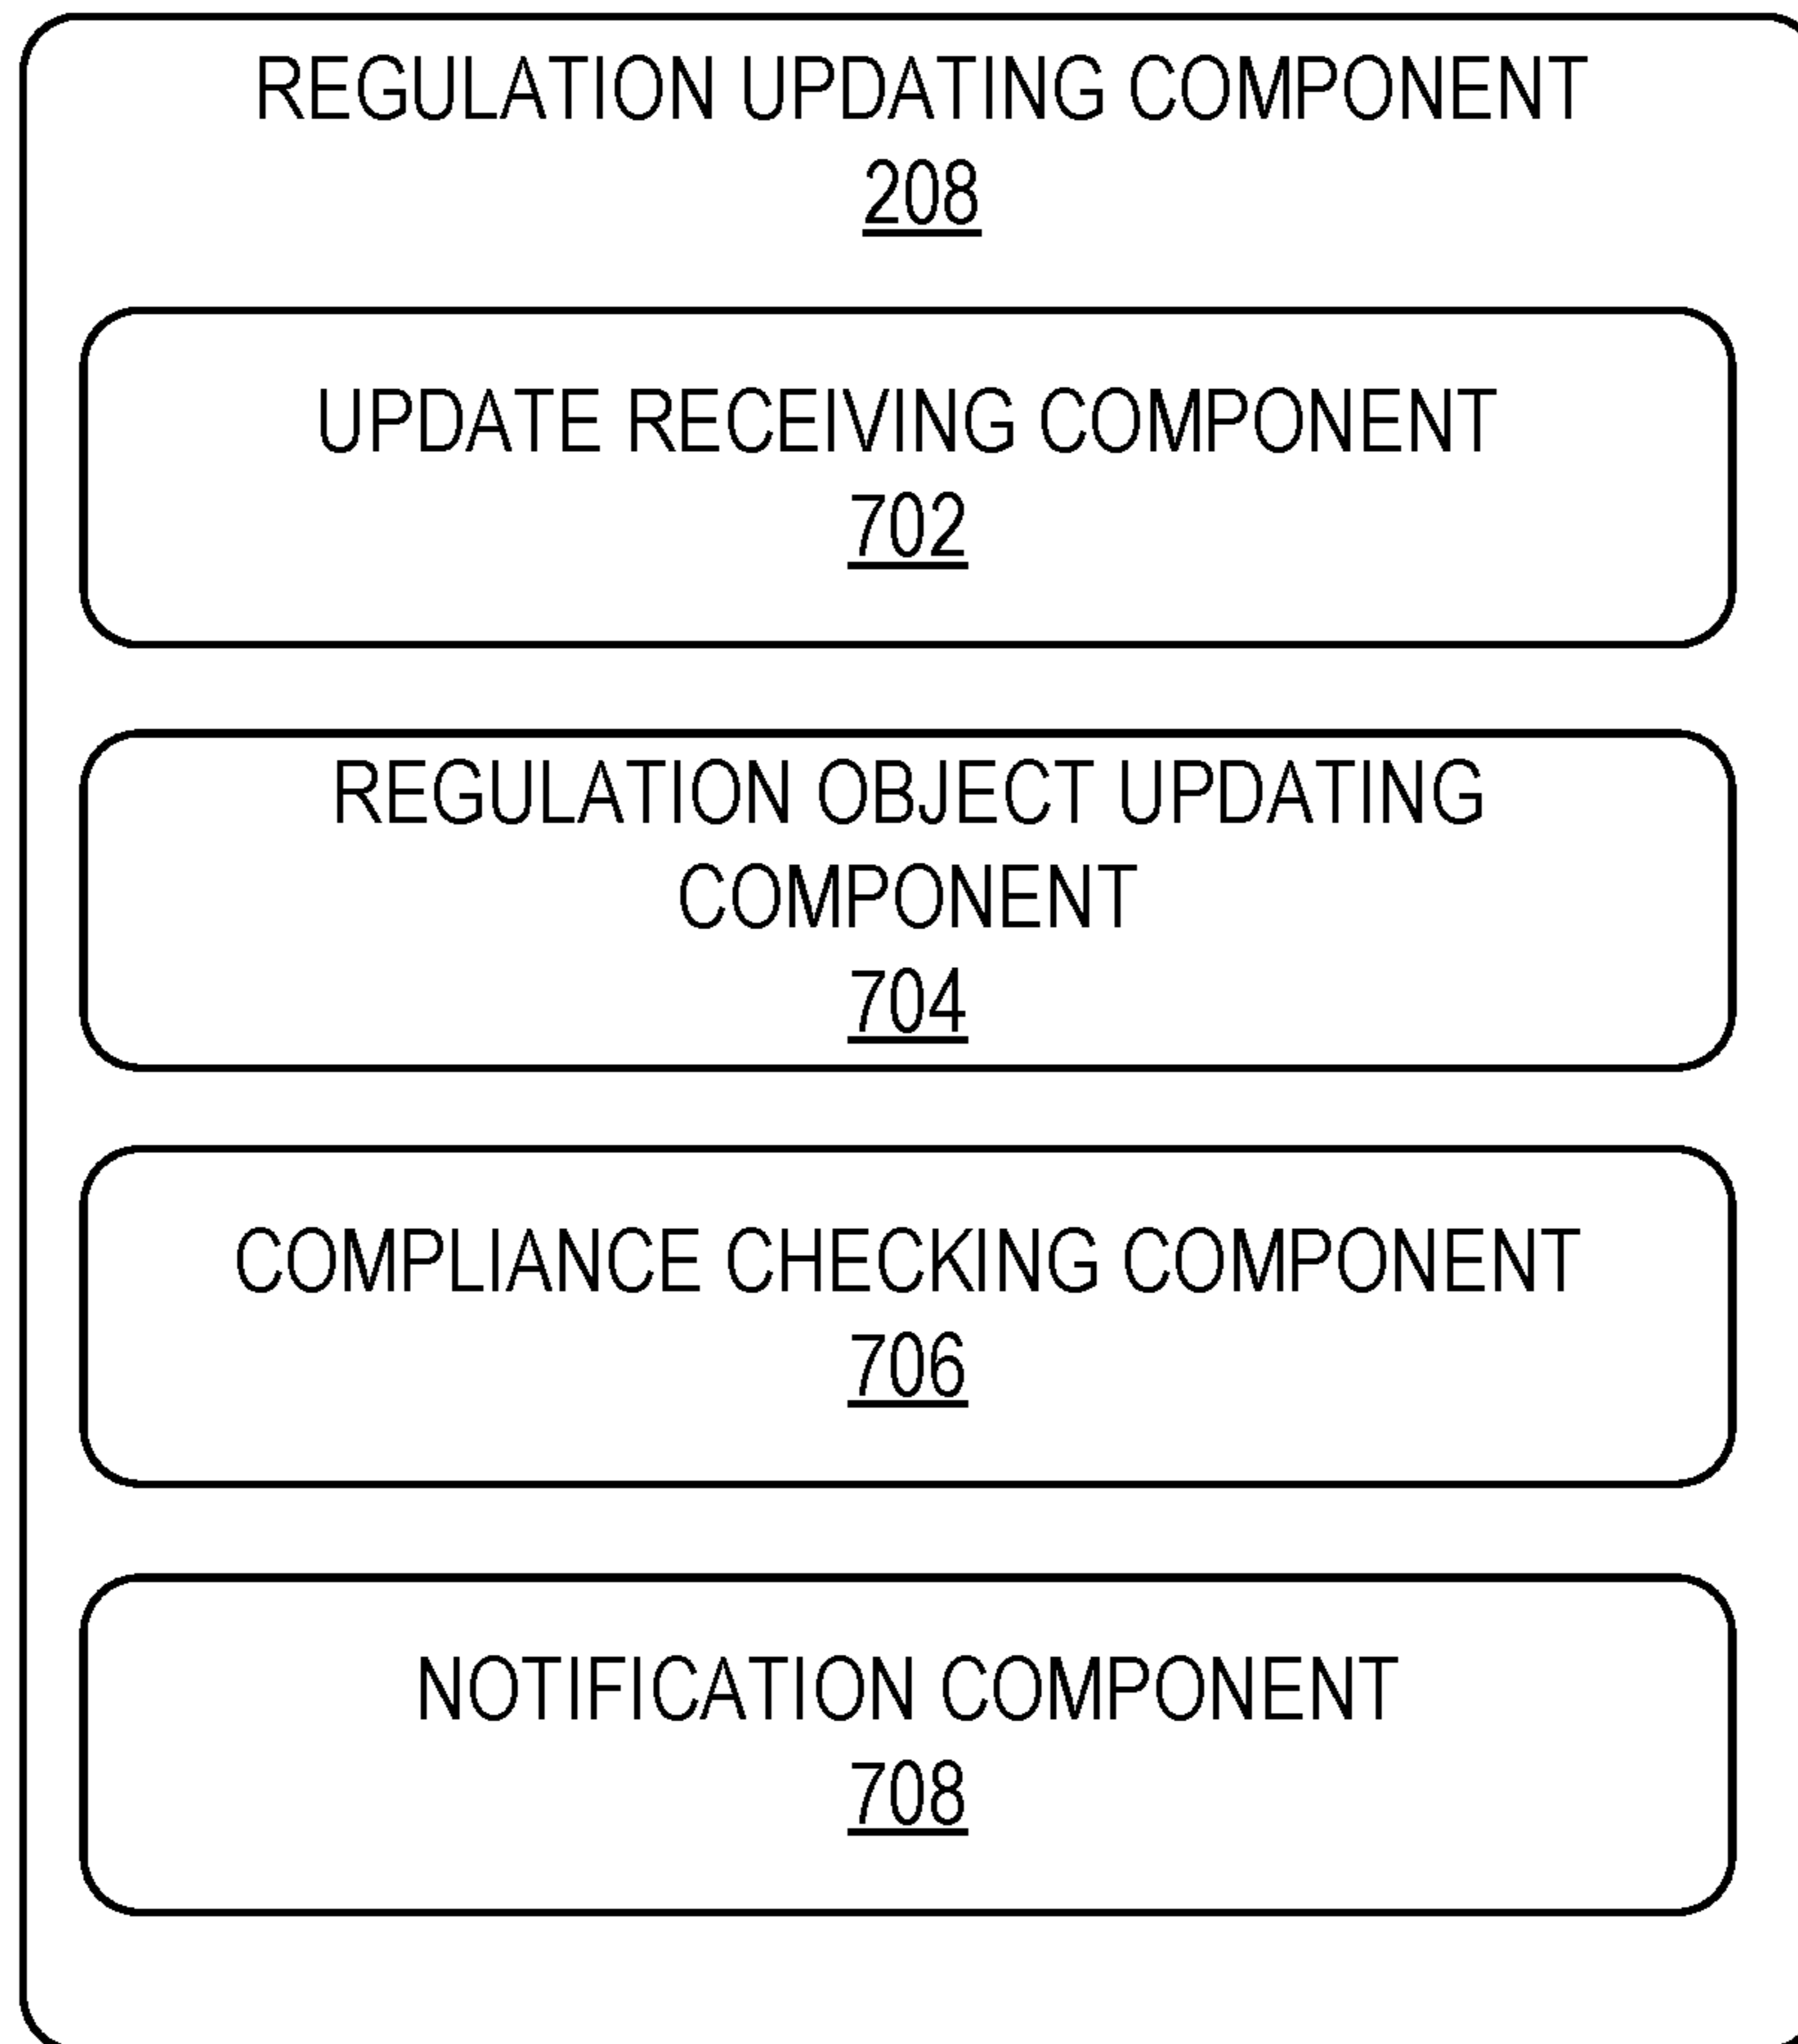 REGULATION UPDATING COMPONENT
208
UPDATE RECEIVING COMPONENT
702
REGULATION OBJECT UPDATING
COMPONENT
704
COMPLIANCE CHECKING COMPONENT
706
NOTIFICATION COMPONENT
708